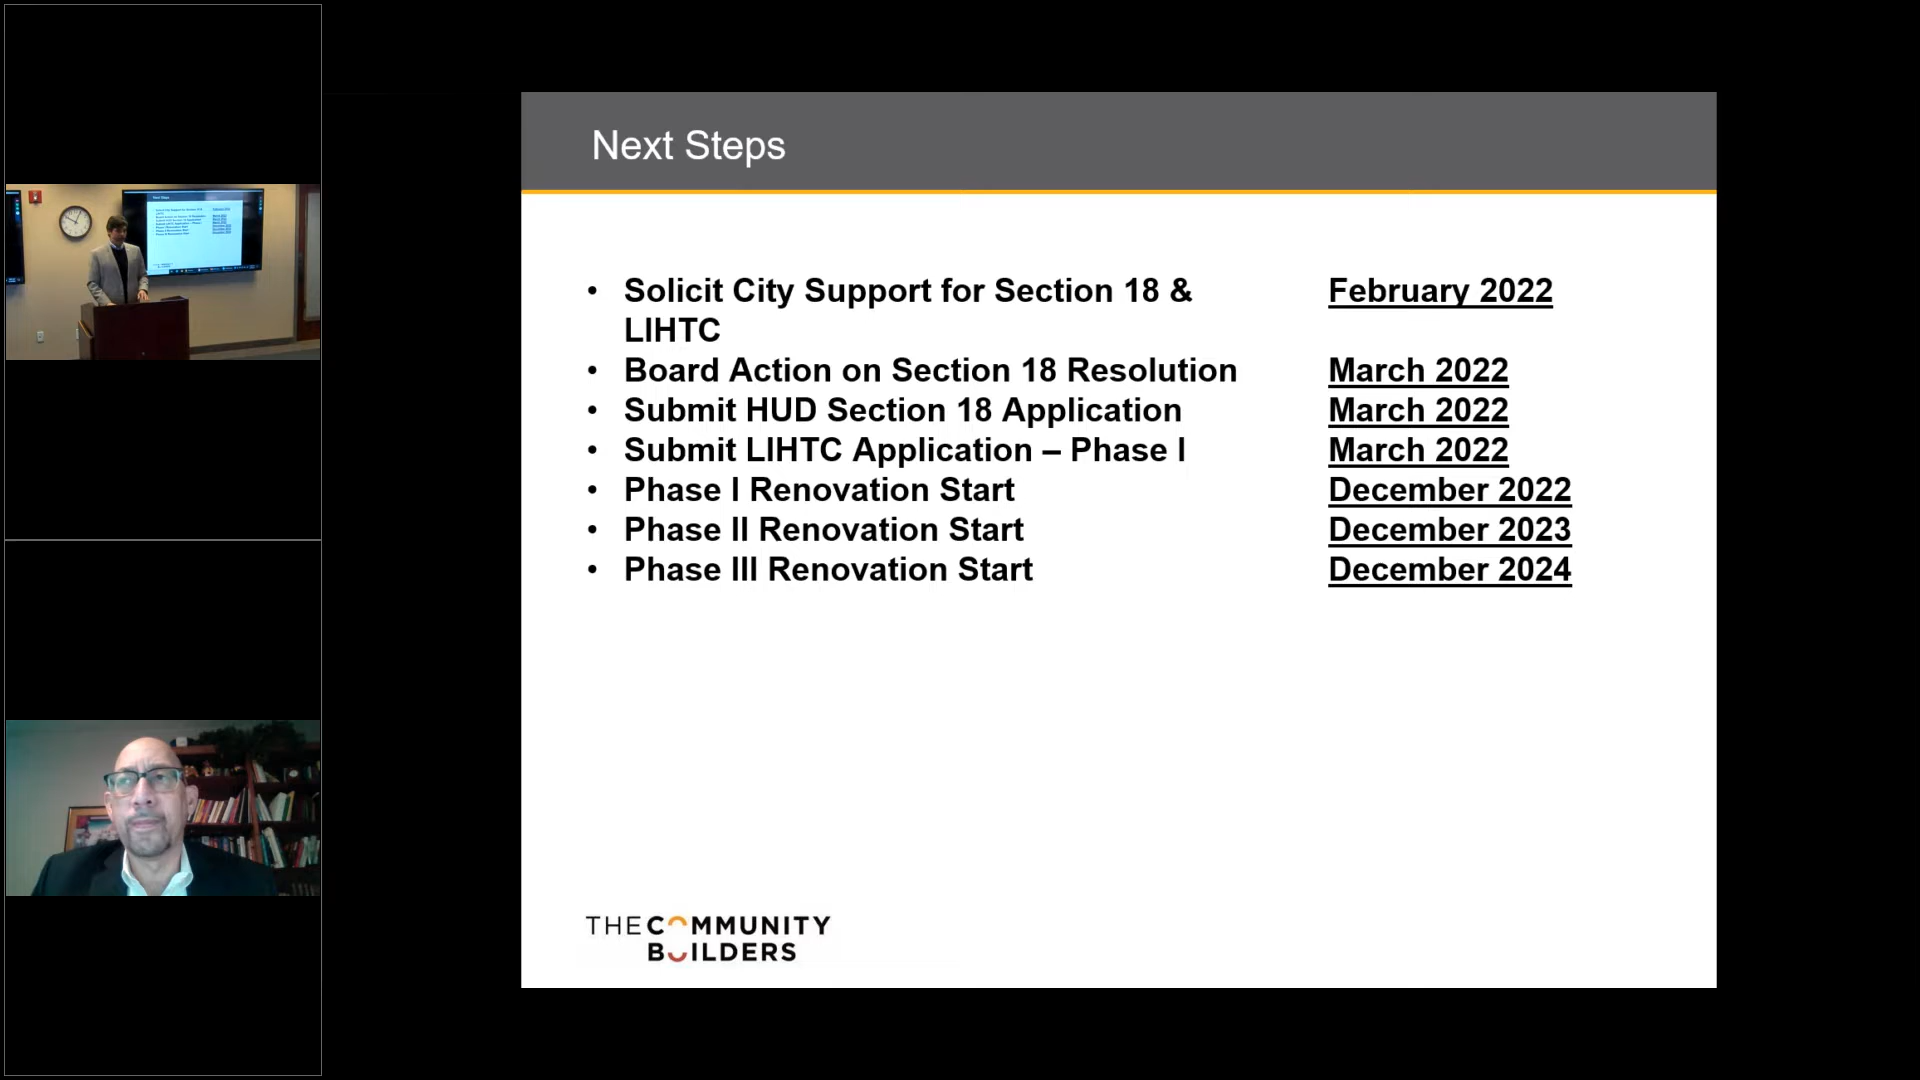 Next Steps
• Solicit City Support for Section 18 & February 2022
LIHTC
• Board Action on Section 18 Resolution March 2022
• Submit HUD Section 18 Application March 2022
• Submit LIHTC Application – Phase I March 2022
• Phase I Renovation Start December 2022
• Phase II Renovation Start December 2023
• Phase III Renovation Start December 2024
THE COMMUNITY
BUILDERS